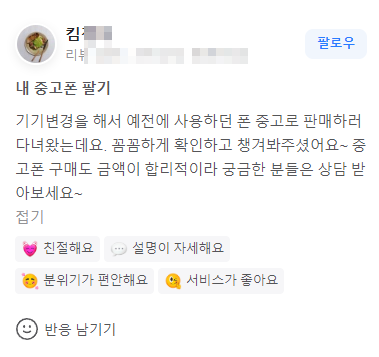 킴
리뷰
팔로우
내 중고폰 팔기
기기변경을 해서 예전에 사용하던 폰 중고로 판매하러
다녀왔는데요. 꼼꼼하게 확인하고 챙겨봐주셨어요~ 중
고폰 구매도 금액이 합리적이라 궁금한 분들은 상담 받
아보세요~
접기
친절해요
설명이 자세해요
분위기가 편안해요
서비스가 좋아요
반응 남기기